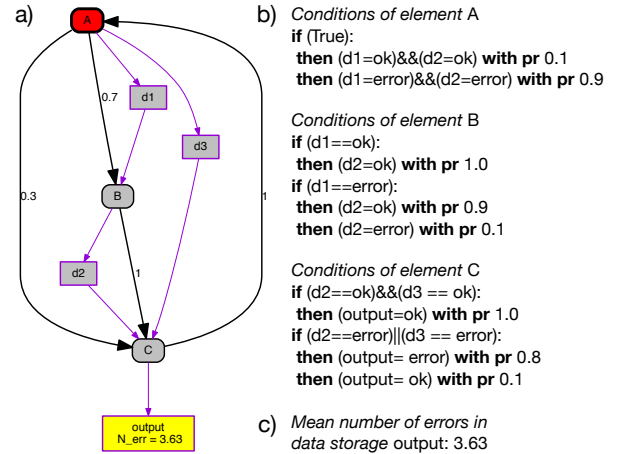 a)
A
0.7
d1
d3
B
0.3
1
d2
1
C
output
N_err = 3.63
b) Conditions of element A
if (True):
then (d1=ok)&&(d2=ok) with pr 0.1
then (d1=error)&&(d2=error) with pr 0.9
Conditions of element B
if (d1==ok):
then (d2=ok) with pr 1.0
if (d1==error):
then (d2=ok) with pr 0.9
then (d2=error) with pr 0.1
Conditions of element C
if (d2==ok)&&(d3 == ok):
then (output=ok) with pr 1.0
if (d2==error)||(d3 == error):
then (output= error) with pr 0.8
then (output= ok) with pr 0.1
c) Mean number of errors in
data storage output: 3.63